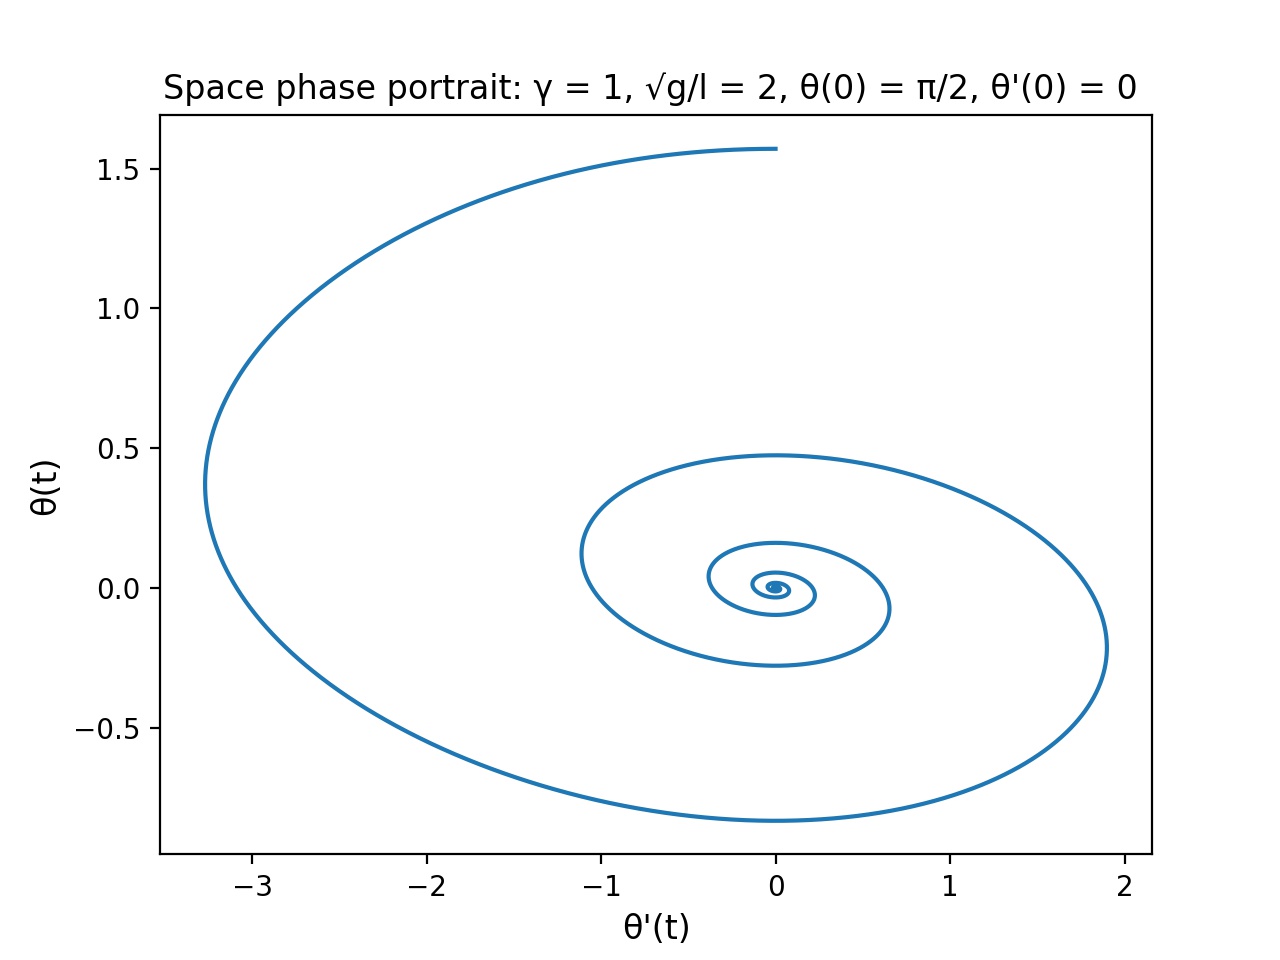 Space phase portrait: γ = 1, √g/l = 2, θ(0) = π/2, θ'(0) = 0
1.5
1.0
0.5
0.0
−0.5
θ(t)
−3 −2 −1 0 1 2
θ'(t)